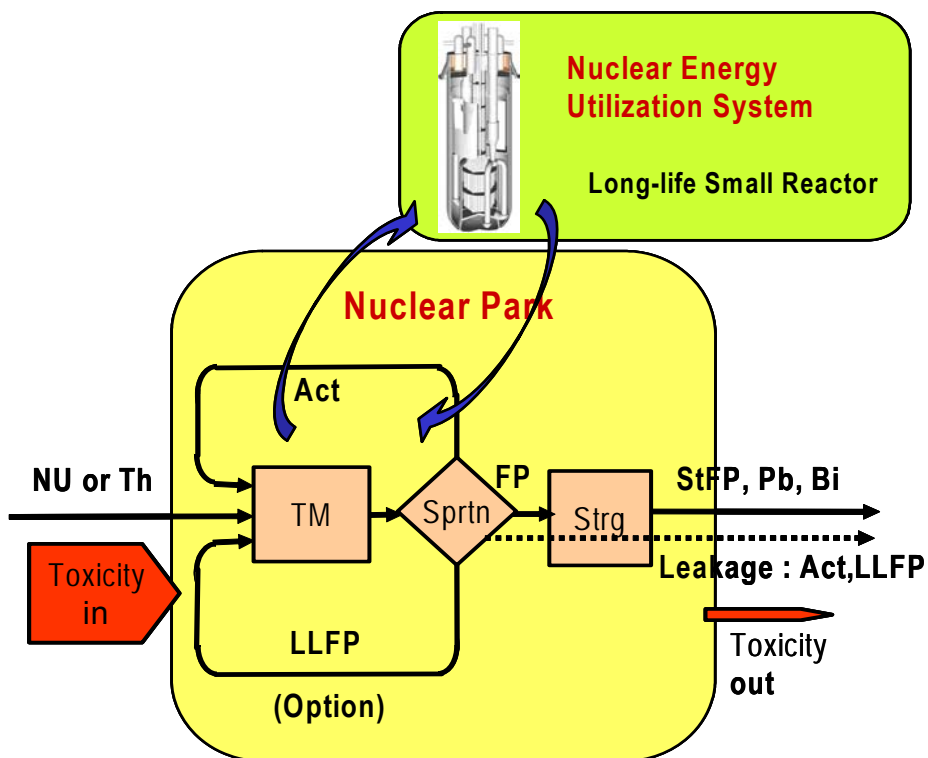 Nuclear Energy
Utilization System
Long-life Small Reactor
Nuclear Park
Act
NU or Th
TM
Sprtn
FP
Strg
StFP, Pb, Bi
Leakage : Act,LLFP
Toxicity
in
LLFP
(Option)
Toxicity
out